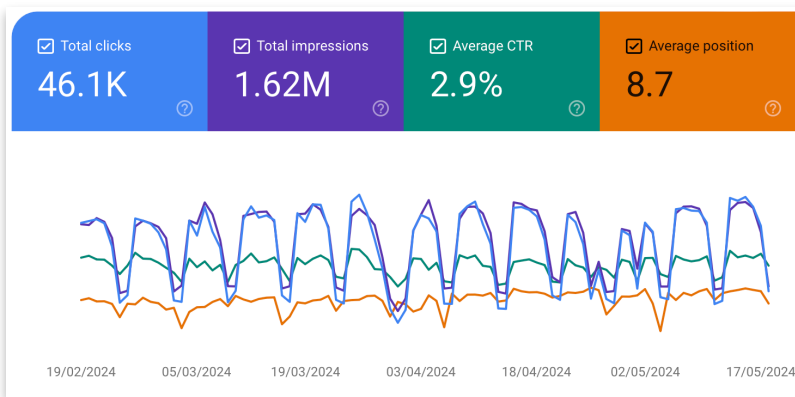 Total clicks
46.1K
Total impressions
1.62M
Average CTR
2.9%
Average position
8.7
19/02/2024
05/03/2024
19/03/2024
03/04/2024
18/04/2024
02/05/2024
17/05/2024